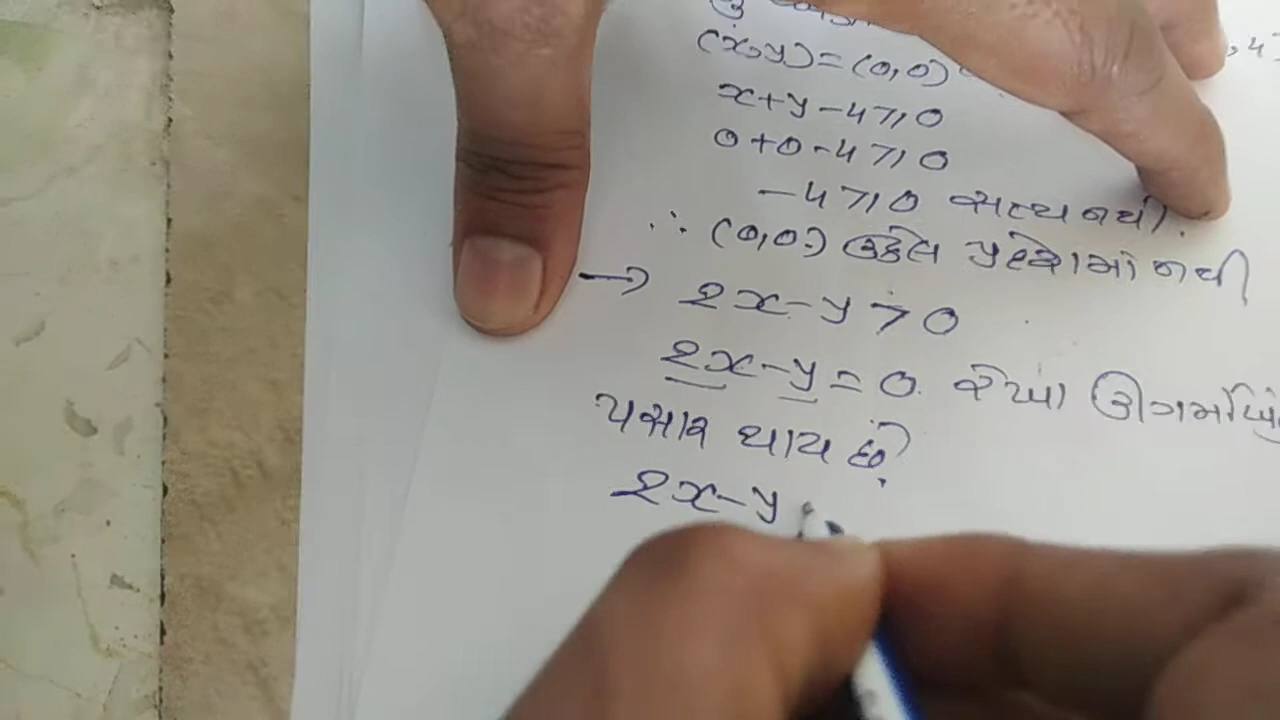 (x,y) = (0,0)
x+y-4≥0
0+0-4≥0
-4≥0 સત્ય નથી.
∴ (0,0) ઉકેલ પ્રદેશમાં નથી
→ 2x-y>0
2x-y=0 રેખા
પસાર થાય છે.
2x-y